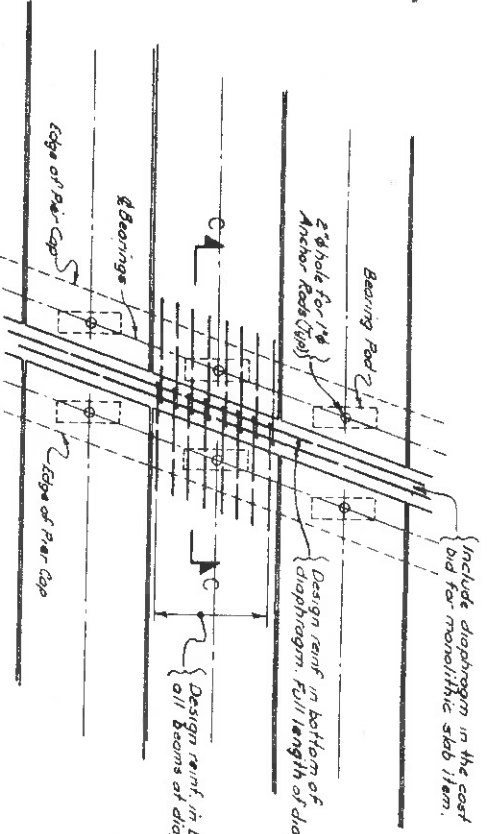 Include diaphragm in the cost
bid for monolithic slab item.
Bearing Pad
2"ϕ hole for 1"ϕ
Anchor Rods (Typ)
Design reinf in bottom of
diaphragm. Full length of dia
C
C
Design reinf. in b
all beams at dia
℄ Bearings
Edge of Pier Cap
Edge of Pier Cap